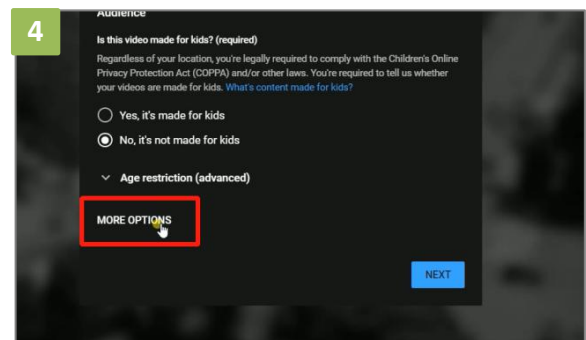 4
Audience
Is this video made for kids? (required)
Regardless of your location, you're legally required to comply with the Children's Online
Privacy Protection Act (COPPA) and/or other laws. You're required to tell us whether
your videos are made for kids. What's content made for kids?
Yes, it's made for kids
No, it's not made for kids
Age restriction (advanced)
MORE OPTIONS
NEXT